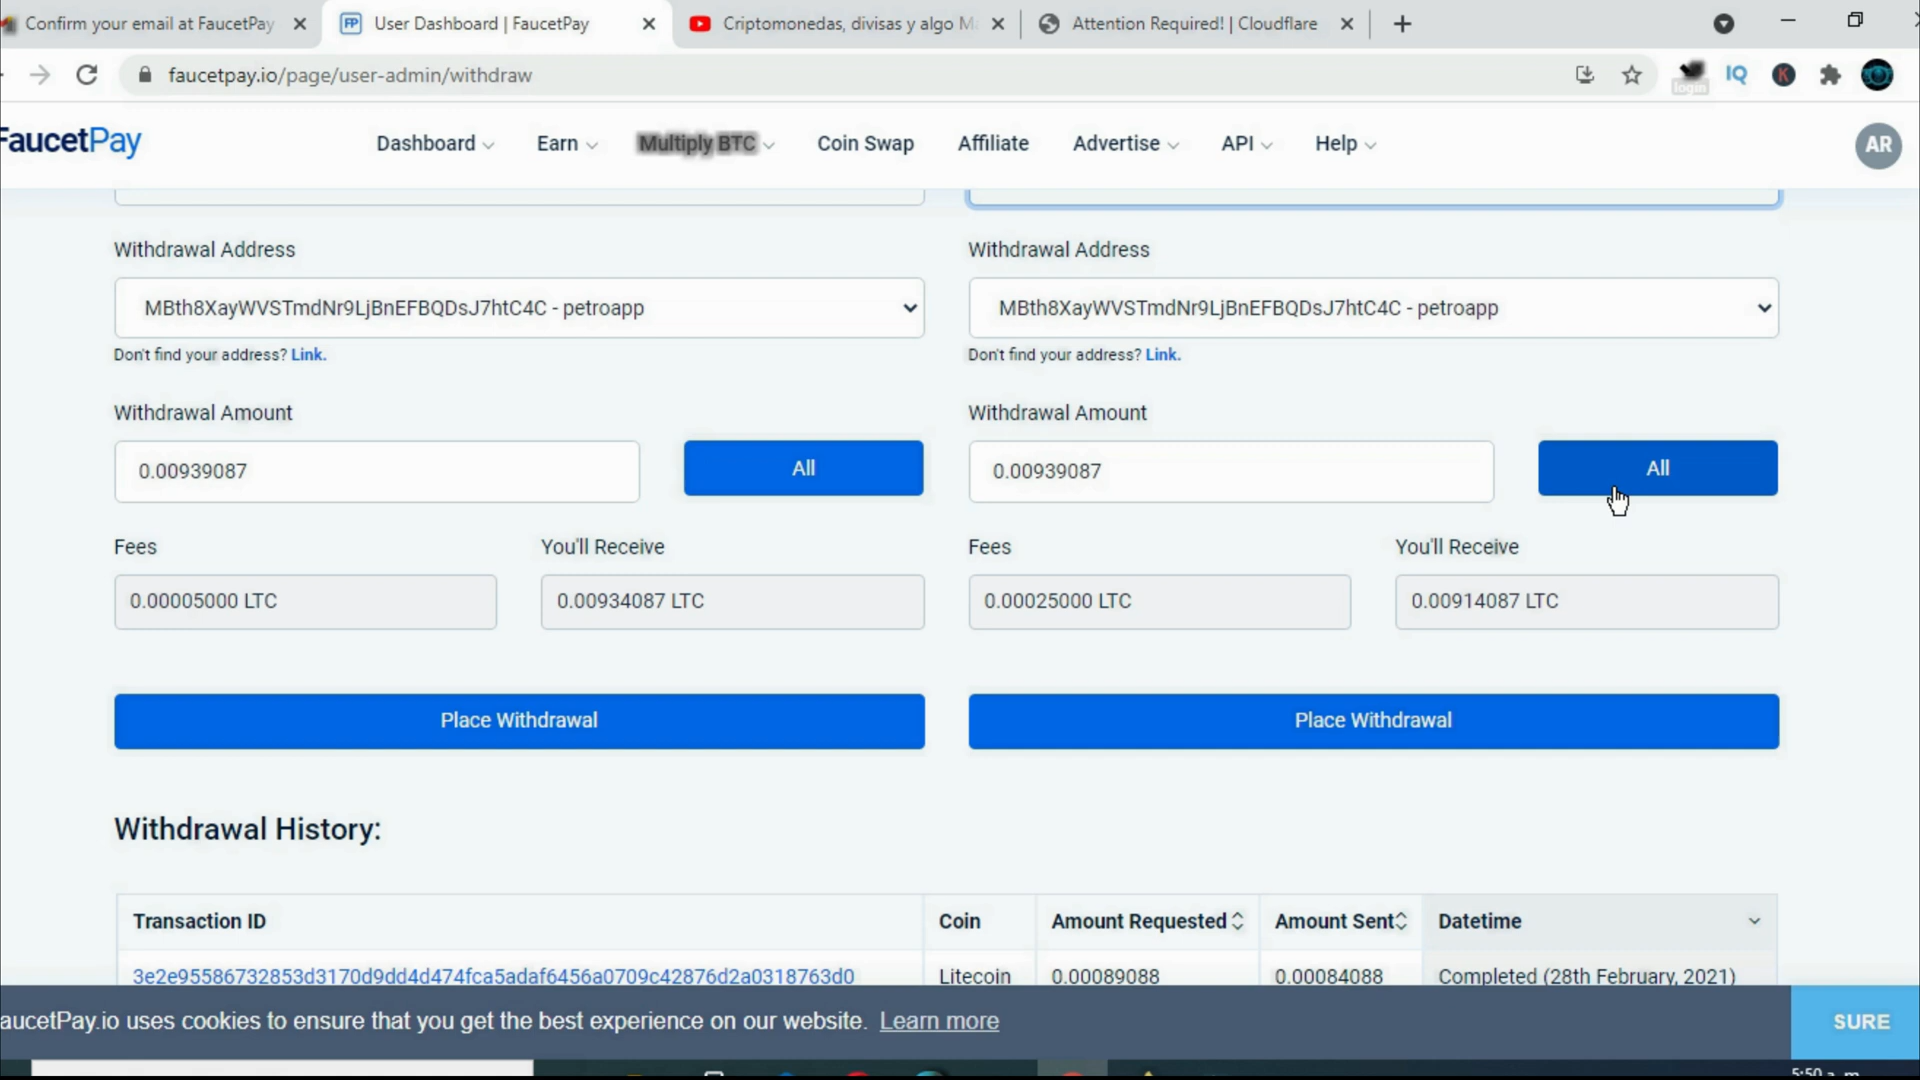 Confirm your email at FaucetPay
User Dashboard | FaucetPay
Criptomonedas, divisas y algo M
Attention Required! | Cloudflare
faucetpay.io/page/user-admin/withdraw
login
IQ
K
FaucetPay
Dashboard
Earn
Multiply BTC
Coin Swap
Affiliate
Advertise
API
Help
AR
Withdrawal Address
Withdrawal Address
MBth8XayWVSTmdNr9LjBnEFBQDsJ7htC4C - petroapp
MBth8XayWVSTmdNr9LjBnEFBQDsJ7htC4C - petroapp
Don't find your address? Link.
Don't find your address? Link.
Withdrawal Amount
Withdrawal Amount
0.00939087
All
0.00939087
All
Fees
You'll Receive
Fees
You'll Receive
0.00005000 LTC
0.00934087 LTC
0.00025000 LTC
0.00914087 LTC
Place Withdrawal
Place Withdrawal
Withdrawal History:
Transaction ID
Coin
Amount Requested
Amount Sent
Datetime
3e2e95586732853d3170d9dd4d474fca5adaf6456a0709c42876d2a0318763d0
Litecoin
0.00089088
0.00084088
Completed (28th February, 2021)
aucetPay.io uses cookies to ensure that you get the best experience on our website. Learn more
SURE